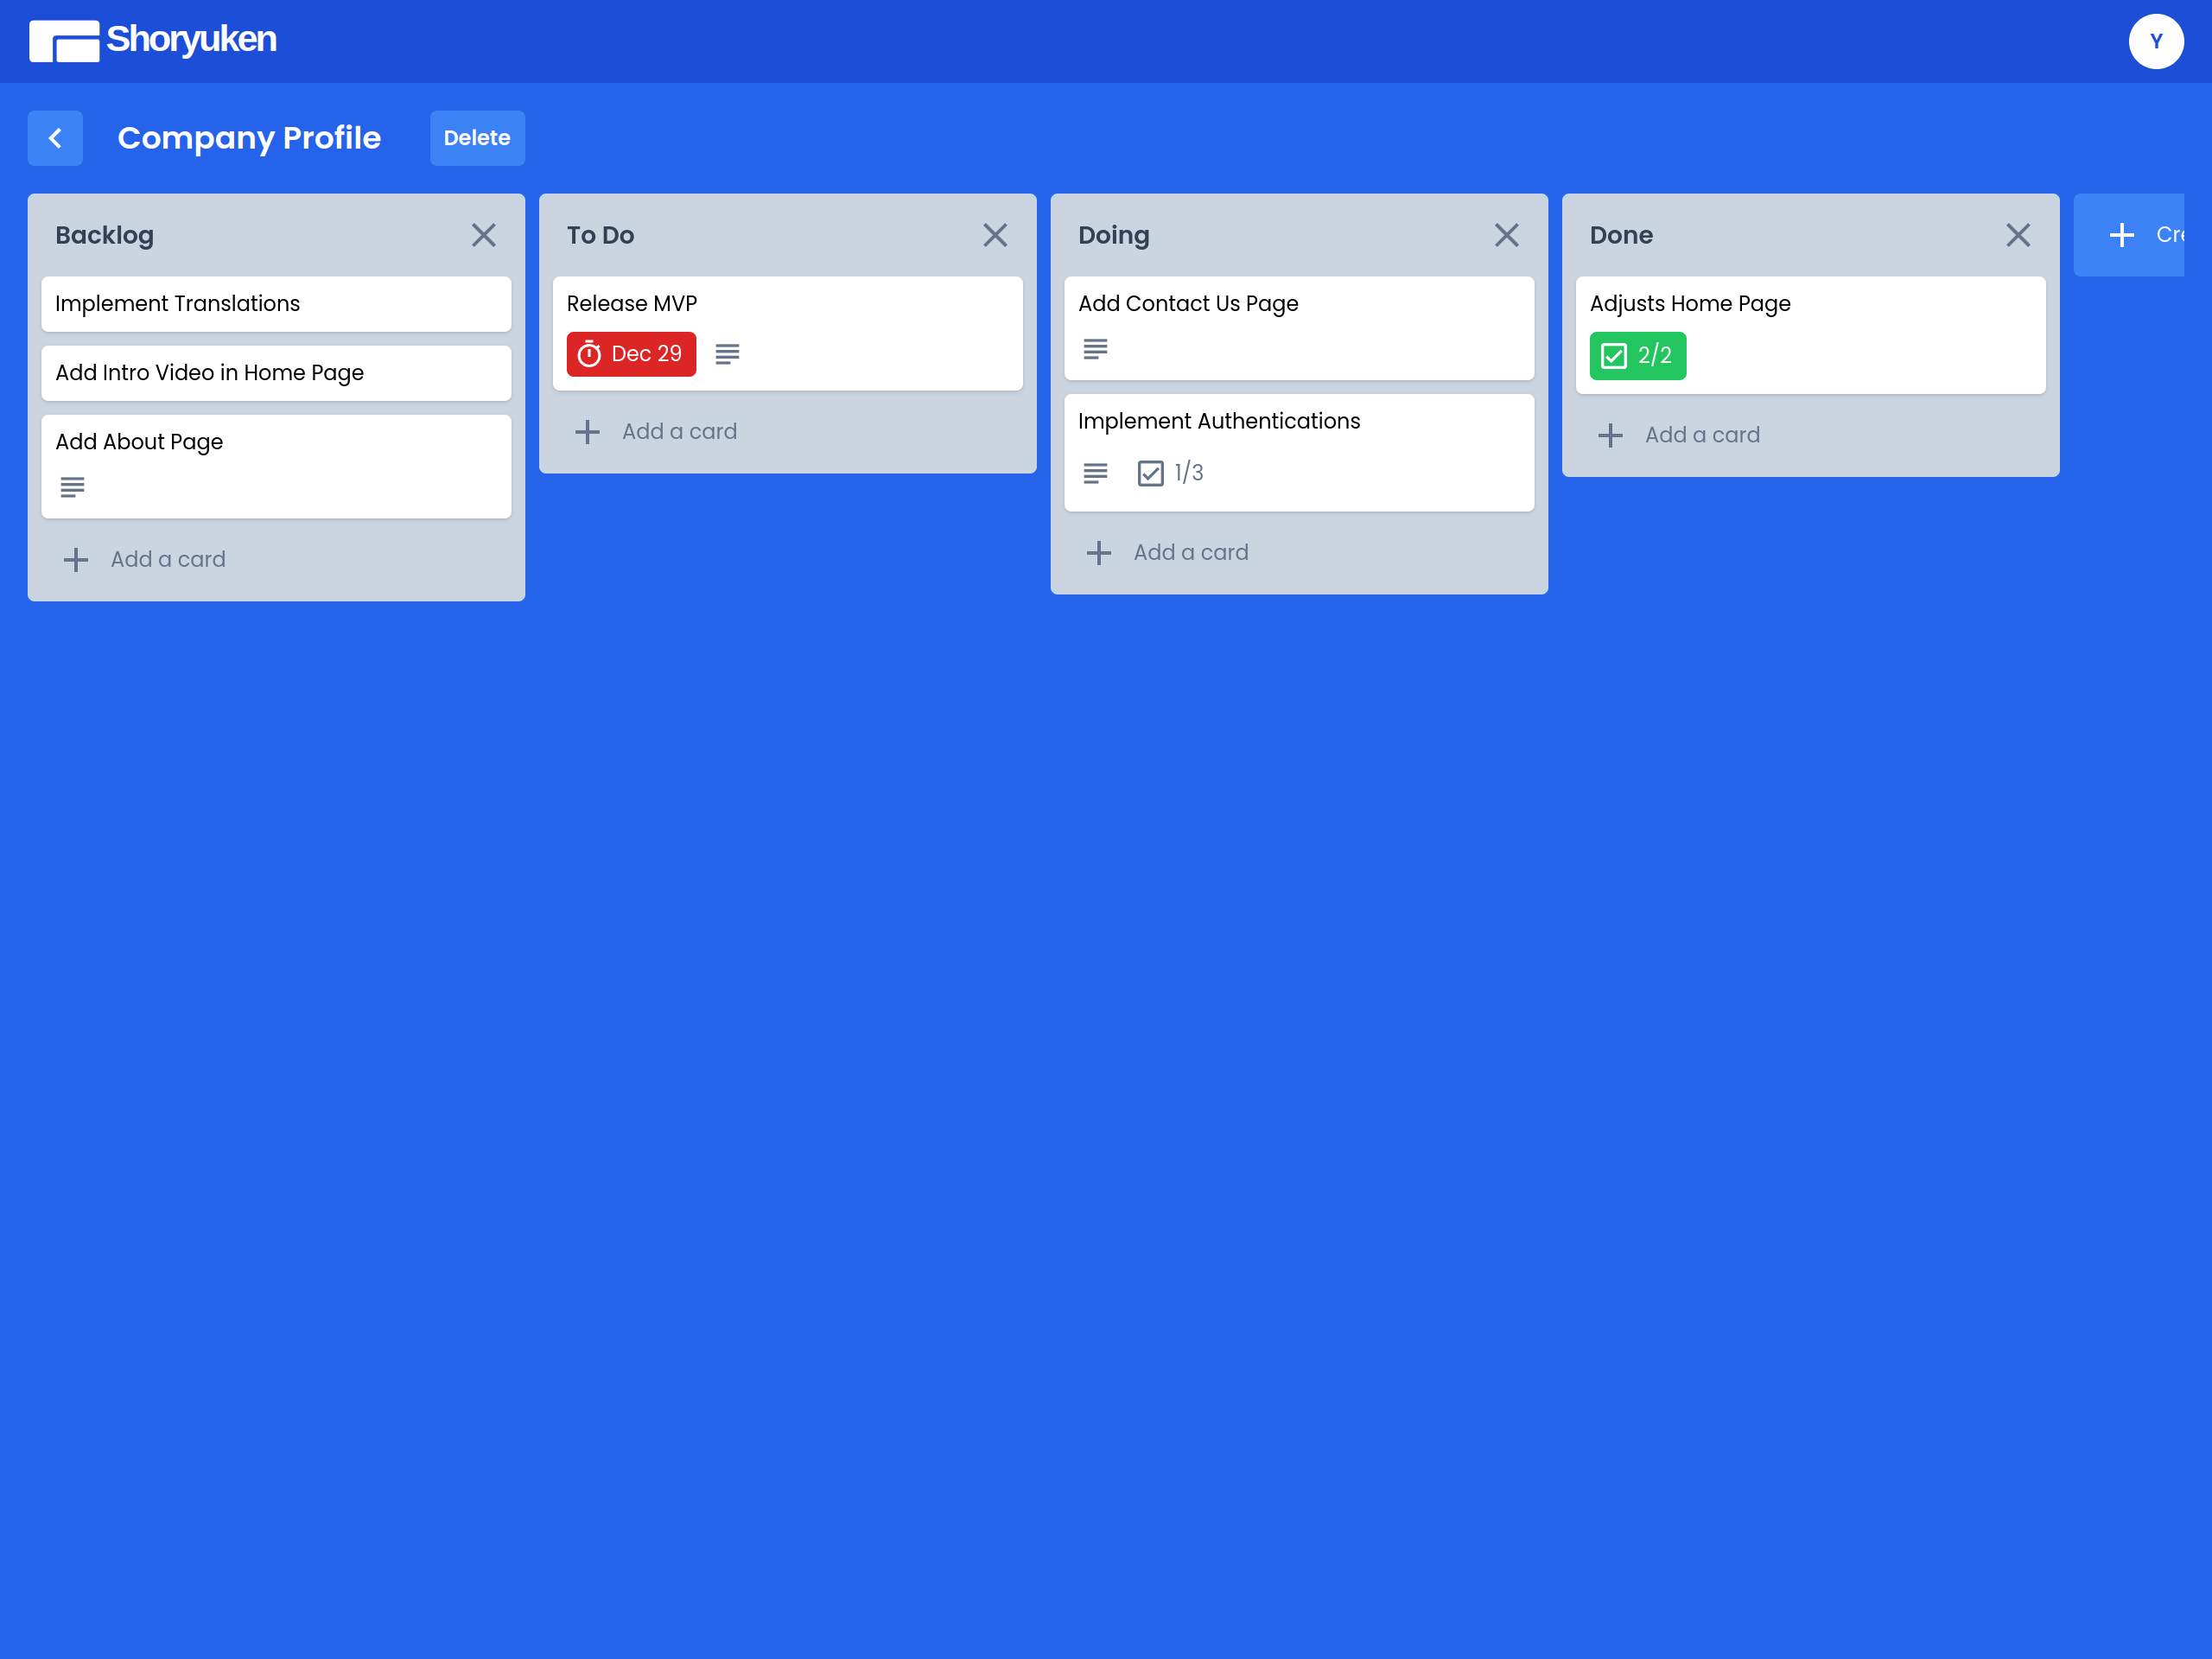 Shoryuken
Y
Company Profile
Delete
Backlog
Implement Translations
Add Intro Video in Home Page
Add About Page
Add a card
To Do
Release MVP
Dec 29
Add a card
Doing
Add Contact Us Page
Implement Authentications
1/3
Add a card
Done
Adjusts Home Page
2/2
Add a card